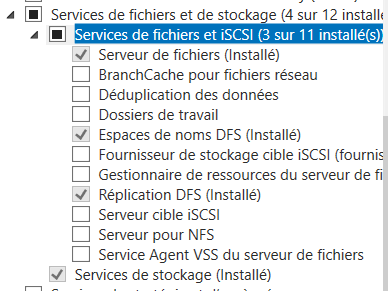 Services de fichiers et de stockage (4 sur 12 installé
Services de fichiers et iSCSI (3 sur 11 installé(s))
Serveur de fichiers (Installé)
BranchCache pour fichiers réseau
Déduplication des données
Dossiers de travail
Espaces de noms DFS (Installé)
Fournisseur de stockage cible iSCSI (fournis
Gestionnaire de ressources du serveur de fi
Réplication DFS (Installé)
Serveur cible iSCSI
Serveur pour NFS
Service Agent VSS du serveur de fichiers
Services de stockage (Installé)